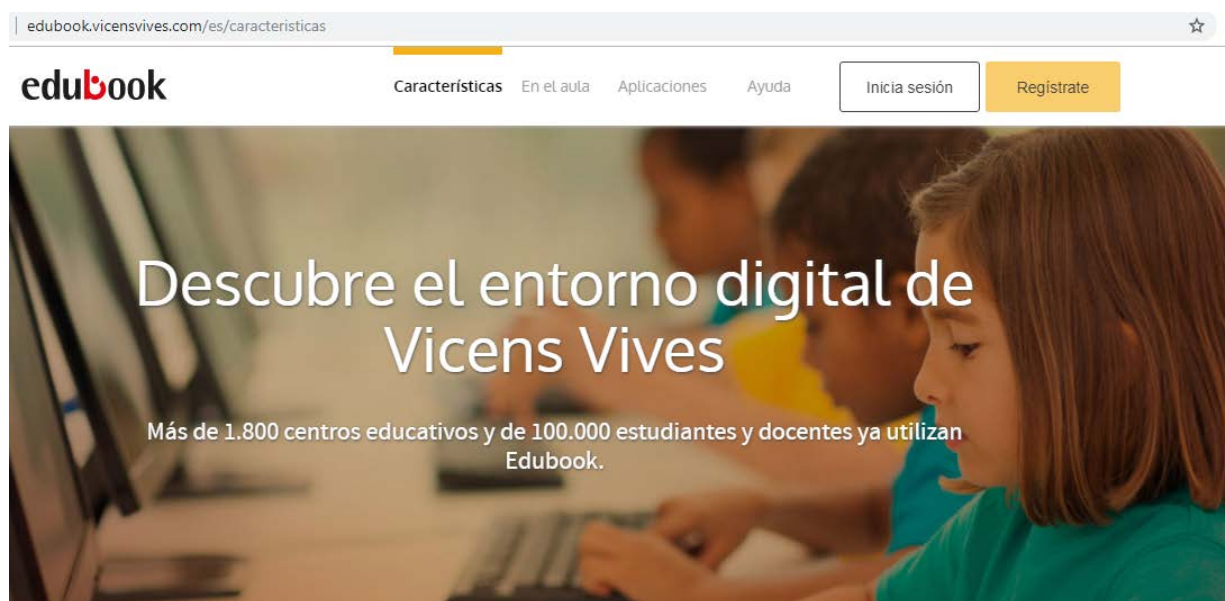 edubook.vicensvives.com/es/caracteristicas
edubook
Características En el aula Aplicaciones Ayuda Inicia sesión Regístrate
Descubre el entorno digital de
Vicens Vives
Más de 1.800 centros educativos y de 100.000 estudiantes y docentes ya utilizan
Edubook.